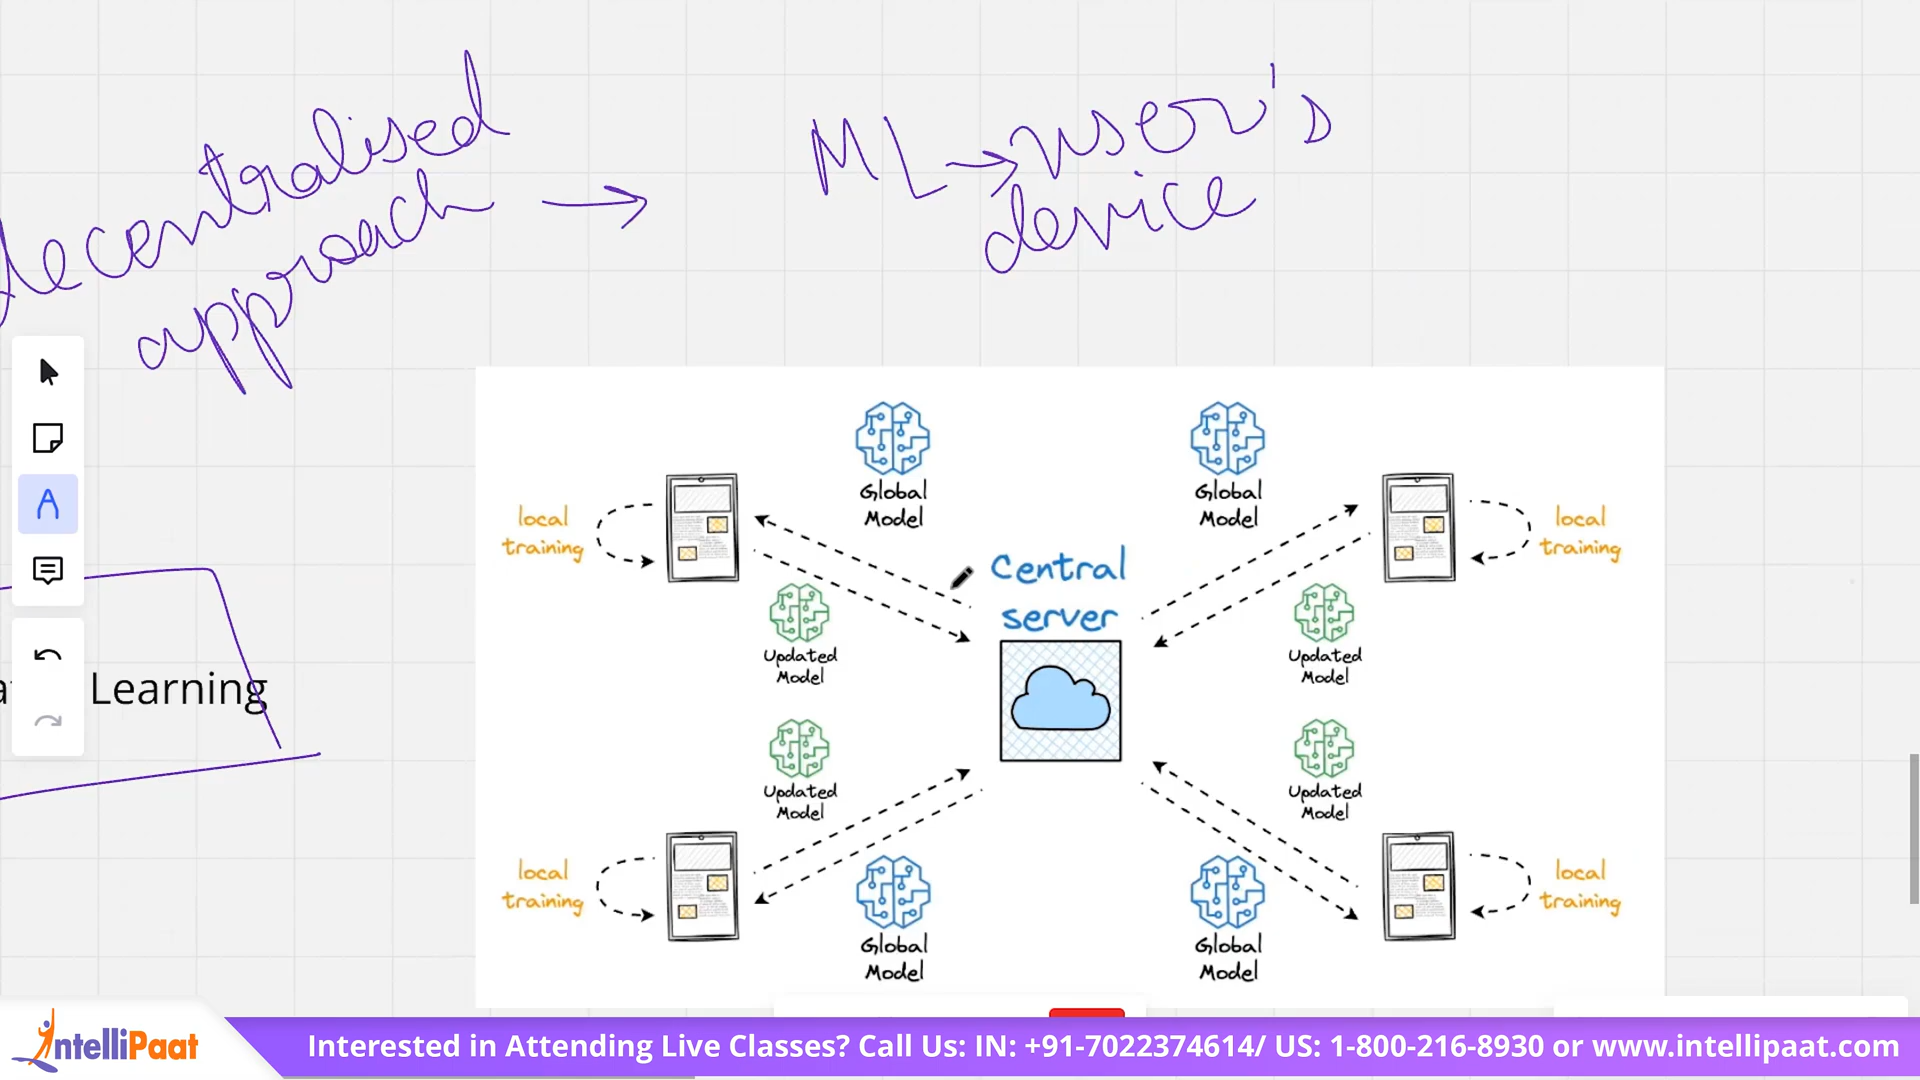 decentralised
approach →
ML → user's
device
Global
Model
Global
Model
local
training
local
training
Central
server
Updated
Model
Updated
Model
Learning
Updated
Model
Updated
Model
local
training
local
training
Global
Model
Global
Model
IntelliPaat
Interested in Attending Live Classes? Call Us: IN: +91-7022374614/ US: 1-800-216-8930 or www.intellipaat.com